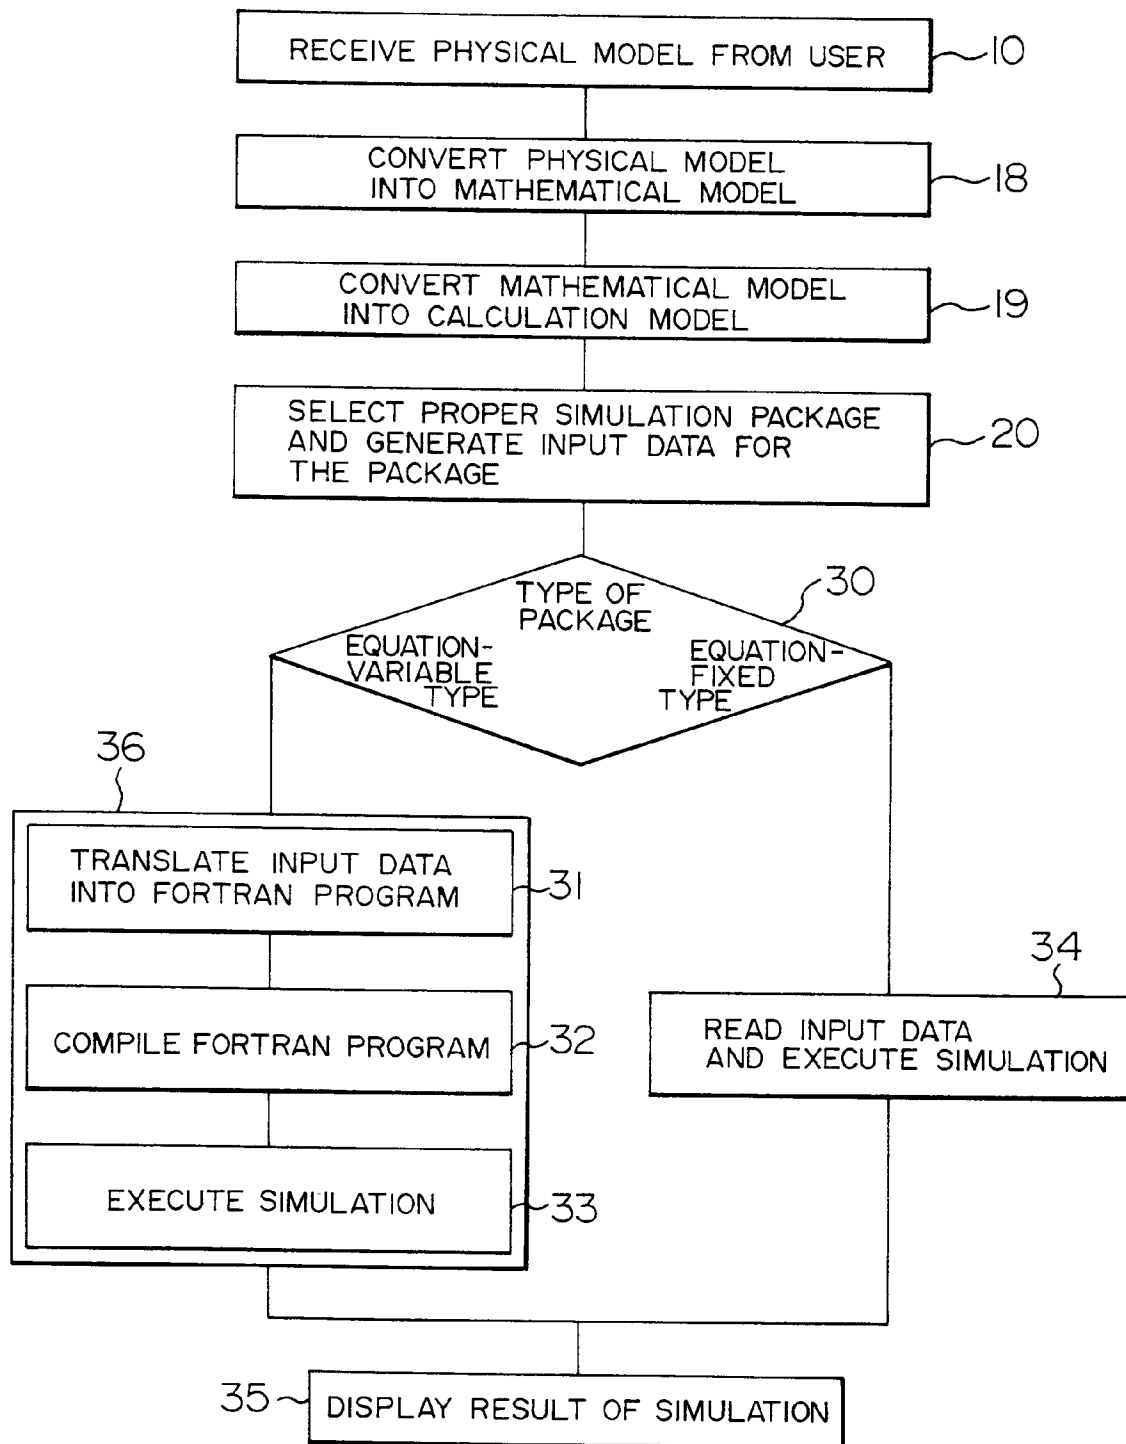 RECEIVE PHYSICAL MODEL FROM USER
10
CONVERT PHYSICAL MODEL
INTO MATHEMATICAL MODEL
18
CONVERT MATHEMATICAL MODEL
INTO CALCULATION MODEL
19
SELECT PROPER SIMULATION PACKAGE
AND GENERATE INPUT DATA FOR
THE PACKAGE
20
30
TYPE OF
PACKAGE
EQUATION-
VARIABLE
TYPE
EQUATION-
FIXED
TYPE
36
TRANSLATE INPUT DATA
INTO FORTRAN PROGRAM
31
COMPILE FORTRAN PROGRAM
32
EXECUTE SIMULATION
33
34
READ INPUT DATA
AND EXECUTE SIMULATION
35
DISPLAY RESULT OF SIMULATION